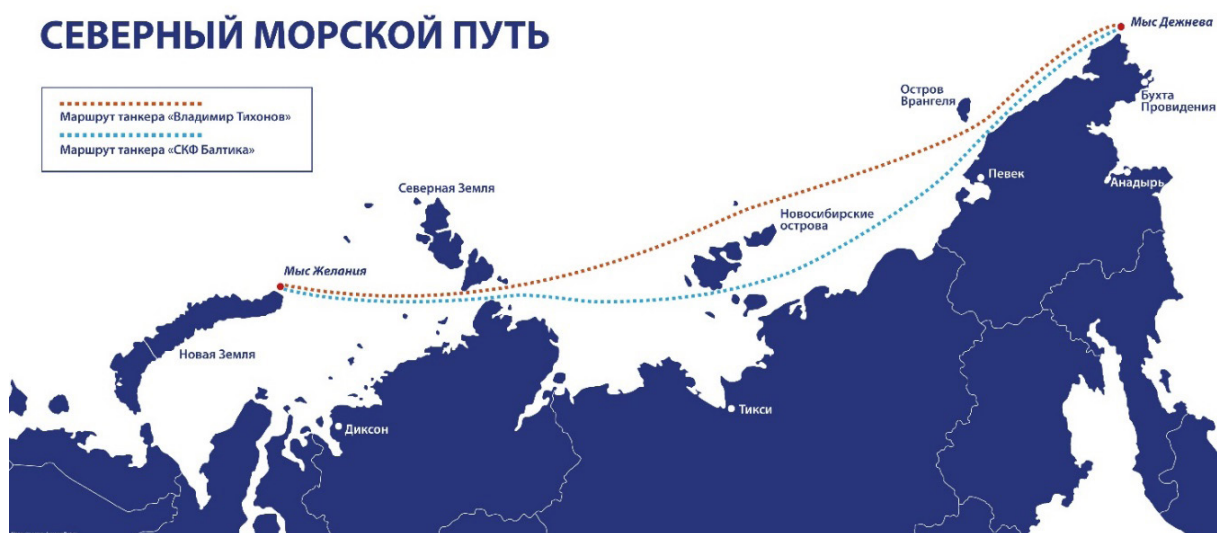 СЕВЕРНЫЙ МОРСКОЙ ПУТЬ
Маршрут танкера «Владимир Тихонов»
Маршрут танкера «СКФ Балтика»
Мыс Дежнева
Остров
Врангеля
Бухта
Провидения
Певек
Анадырь
Северная Земля
Новосибирские
острова
Мыс Желания
Новая Земля
Тикси
Диксон